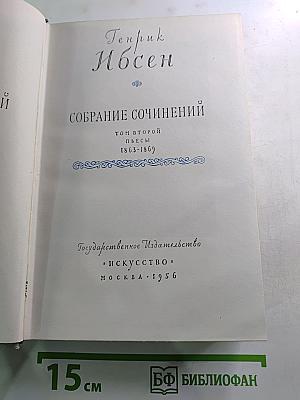 Генрик
Ибсен
СОБРАНИЕ СОЧИНЕНИЙ
ТОМ ВТОРОЙ
ПЬЕСЫ
1863-1869
Государственное Издательство
«ИСКУССТВО»
МОСКВА • 1956
Й
15 см
БФ БИБЛИОФАН